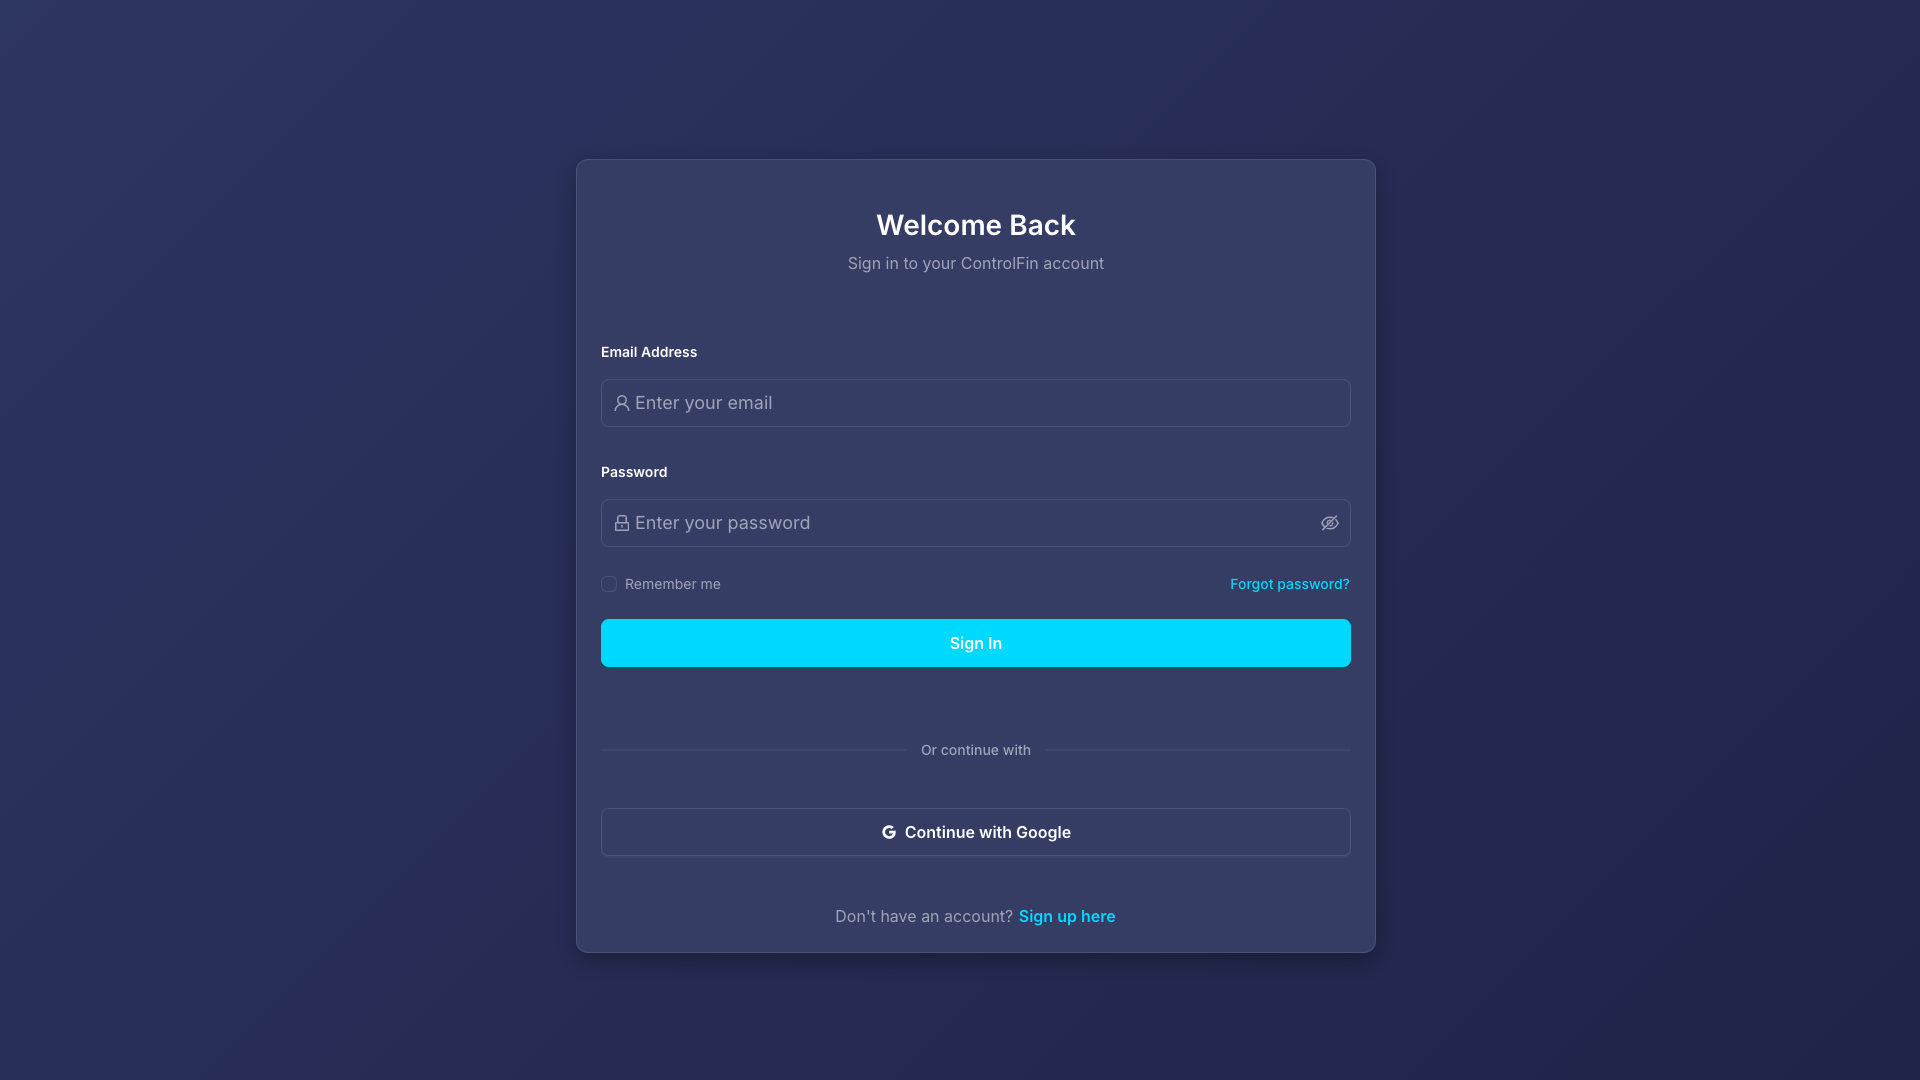 Welcome Back
Sign in to your ControlFin account
Email Address
Enter your email
Password
Enter your password
Remember me
Forgot password?
Sign In
Or continue with
Continue with Google
Don't have an account? Sign up here